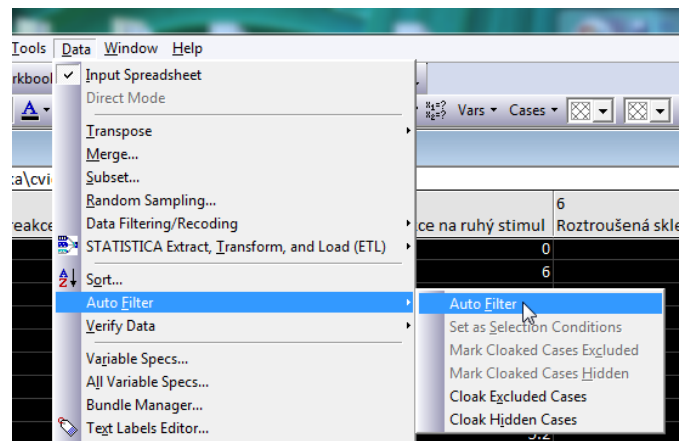 Tools Data Window Help
Input Spreadsheet
Direct Mode
Vars Cases
Transpose
Merge...
Subset...
Random Sampling...
6
Data Filtering/Recoding
ce na ruhý stimul Roztroušená skle
STATISTICA Extract, Transform, and Load (ETL)
0
Sort...
6
Auto Filter
Auto Filter
Verify Data
Set as Selection Conditions
Mark Cloaked Cases Excluded
Variable Specs...
Mark Cloaked Cases Hidden
All Variable Specs...
Cloak Excluded Cases
Bundle Manager...
Cloak Hidden Cases
Text Labels Editor...